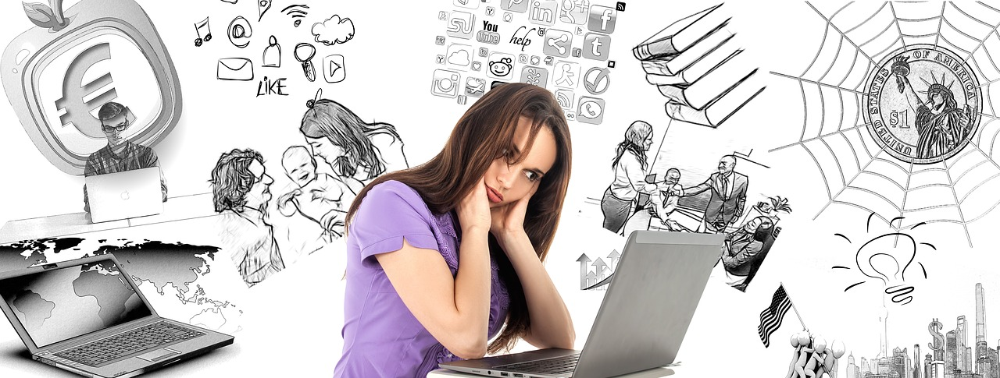 €
@
LIKE
You
Tube
help
in
g+
f
t
UNITED STATES OF AMERICA
$1
$